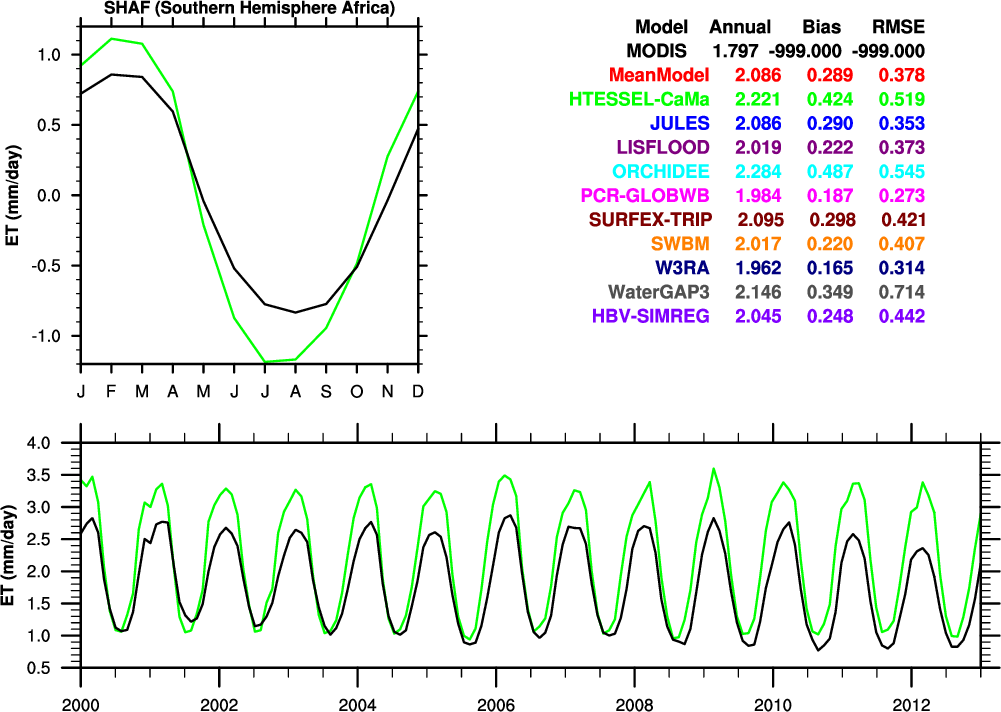 SHAF (Southern Hemisphere Africa)
ET (mm/day)
1.0
0.5
0.0
-0.5
-1.0
J F M A M J J A S O N D
Model Annual Bias RMSE
MODIS 1.797 -999.000 -999.000
MeanModel 2.086 0.289 0.378
HTESSEL-CaMa 2.221 0.424 0.519
JULES 2.086 0.290 0.353
LISFLOOD 2.019 0.222 0.373
ORCHIDEE 2.284 0.487 0.545
PCR-GLOBWB 1.984 0.187 0.273
SURFEX-TRIP 2.095 0.298 0.421
SWBM 2.017 0.220 0.407
W3RA 1.962 0.165 0.314
WaterGAP3 2.146 0.349 0.714
HBV-SIMREG 2.045 0.248 0.442
ET (mm/day)
4.0
3.5
3.0
2.5
2.0
1.5
1.0
0.5
2000 2002 2004 2006 2008 2010 2012